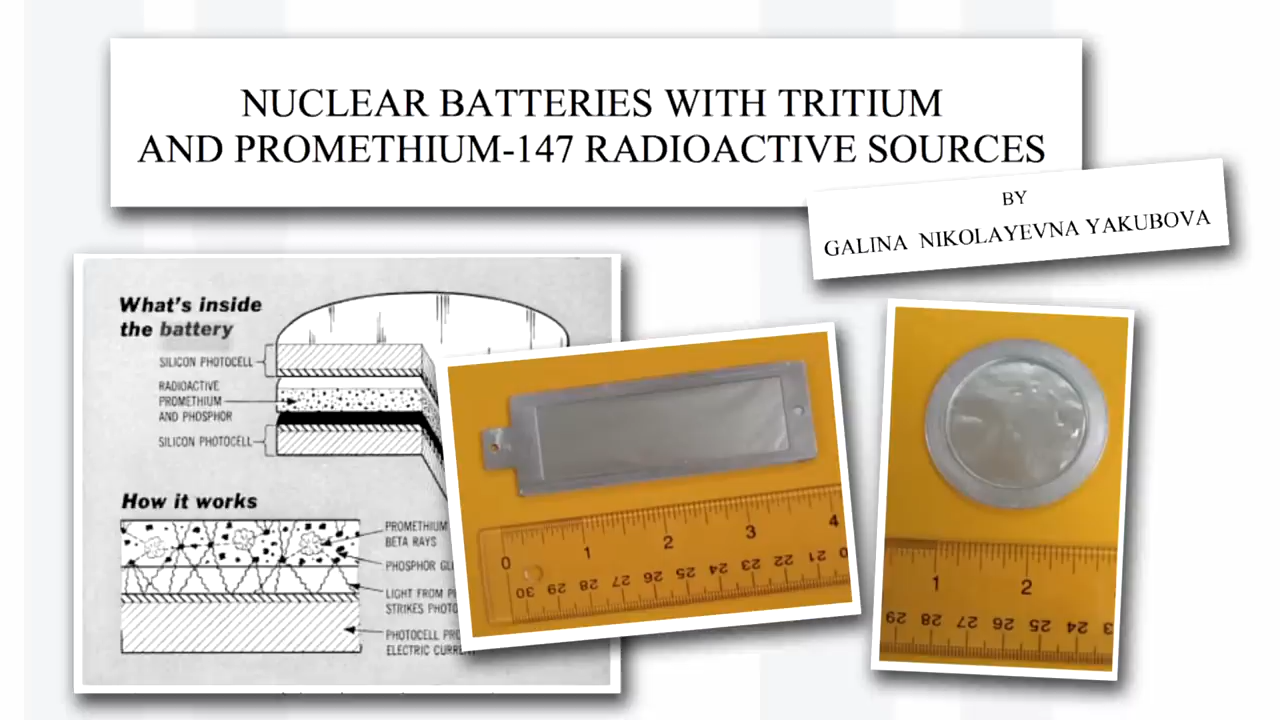 NUCLEAR BATTERIES WITH TRITIUM
AND PROMETHIUM-147 RADIOACTIVE SOURCES
BY
GALINA NIKOLAYEVNA YAKUBOVA
What's inside
the battery
SILICON PHOTOCELL
RADIOACTIVE
PROMETHIUM
AND PHOSPHOR
SILICON PHOTOCELL
How it works
PROMETHIUM
BETA RAYS
PHOSPHOR
LIGHT FROM
STRIKES
PHOTOCELL
ELECTRIC
0 1 2 3 4
30 29 28 27 26 25 24 23 22 21
1 2
29 28 27 26 25 24